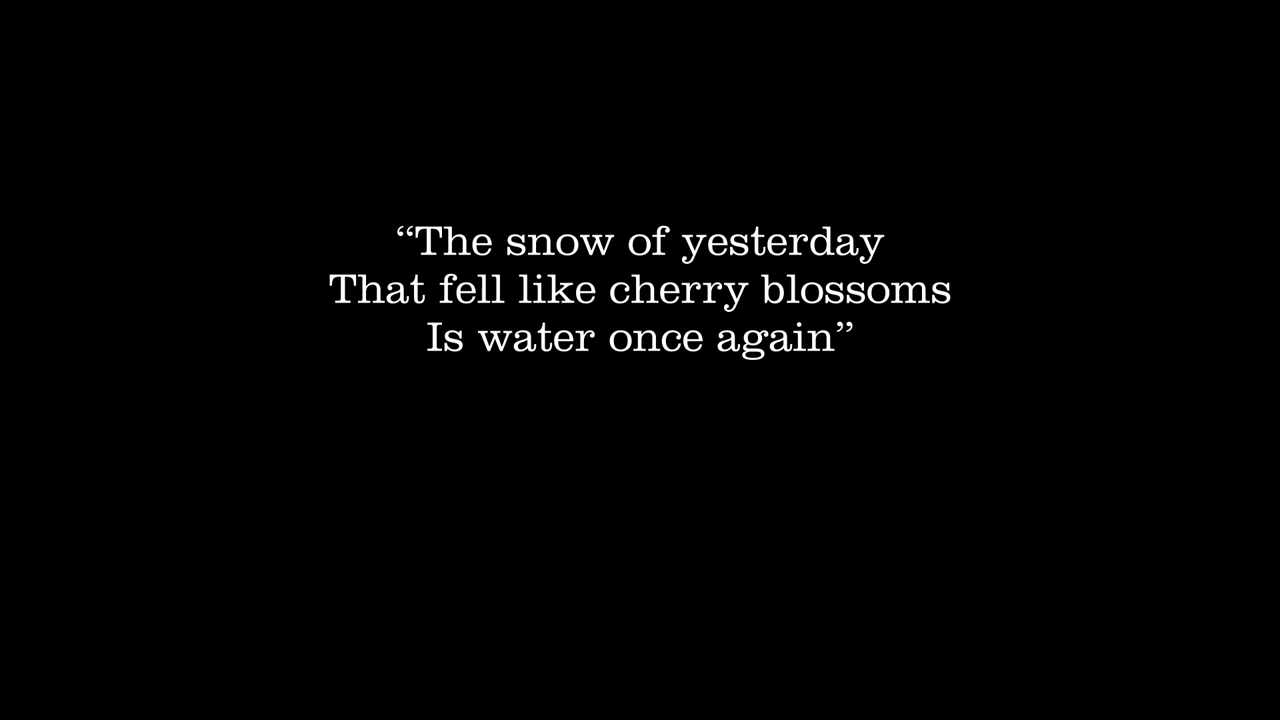 “The snow of yesterday
That fell like cherry blossoms
Is water once again”